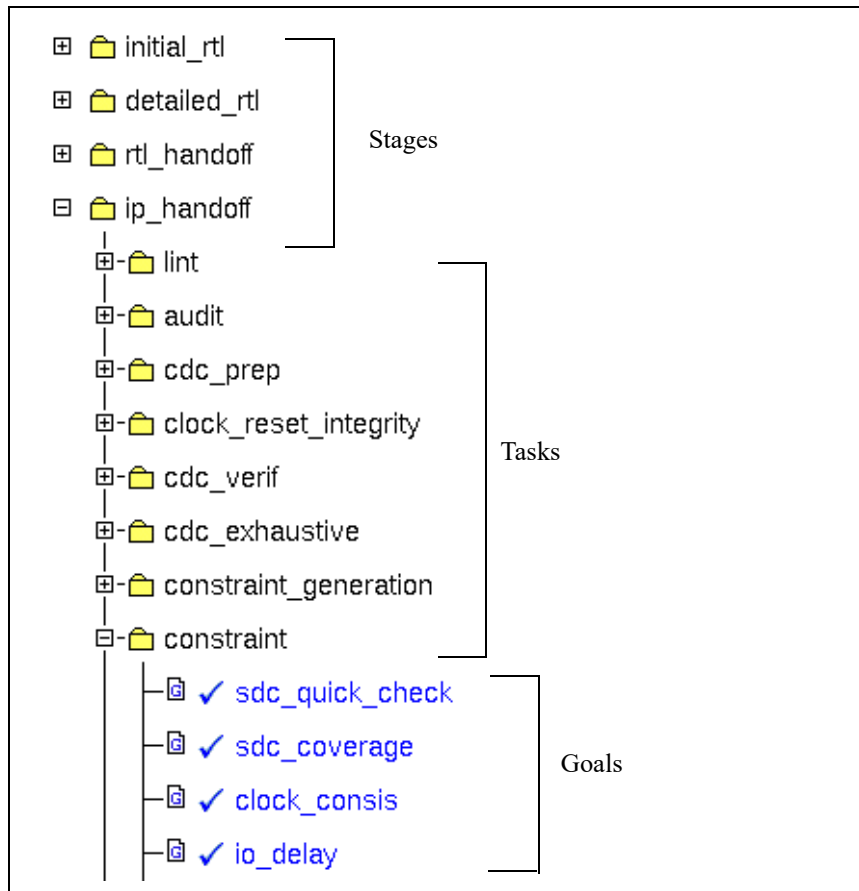 initial_rtl
detailed_rtl
Stages
rtl_handoff
ip_handoff
lint
audit
cdc_prep
clock_reset_integrity
Tasks
cdc_verif
cdc_exhaustive
constraint_generation
constraint
G sdc_quick_check
G sdc_coverage
Goals
G clock_consis
G io_delay